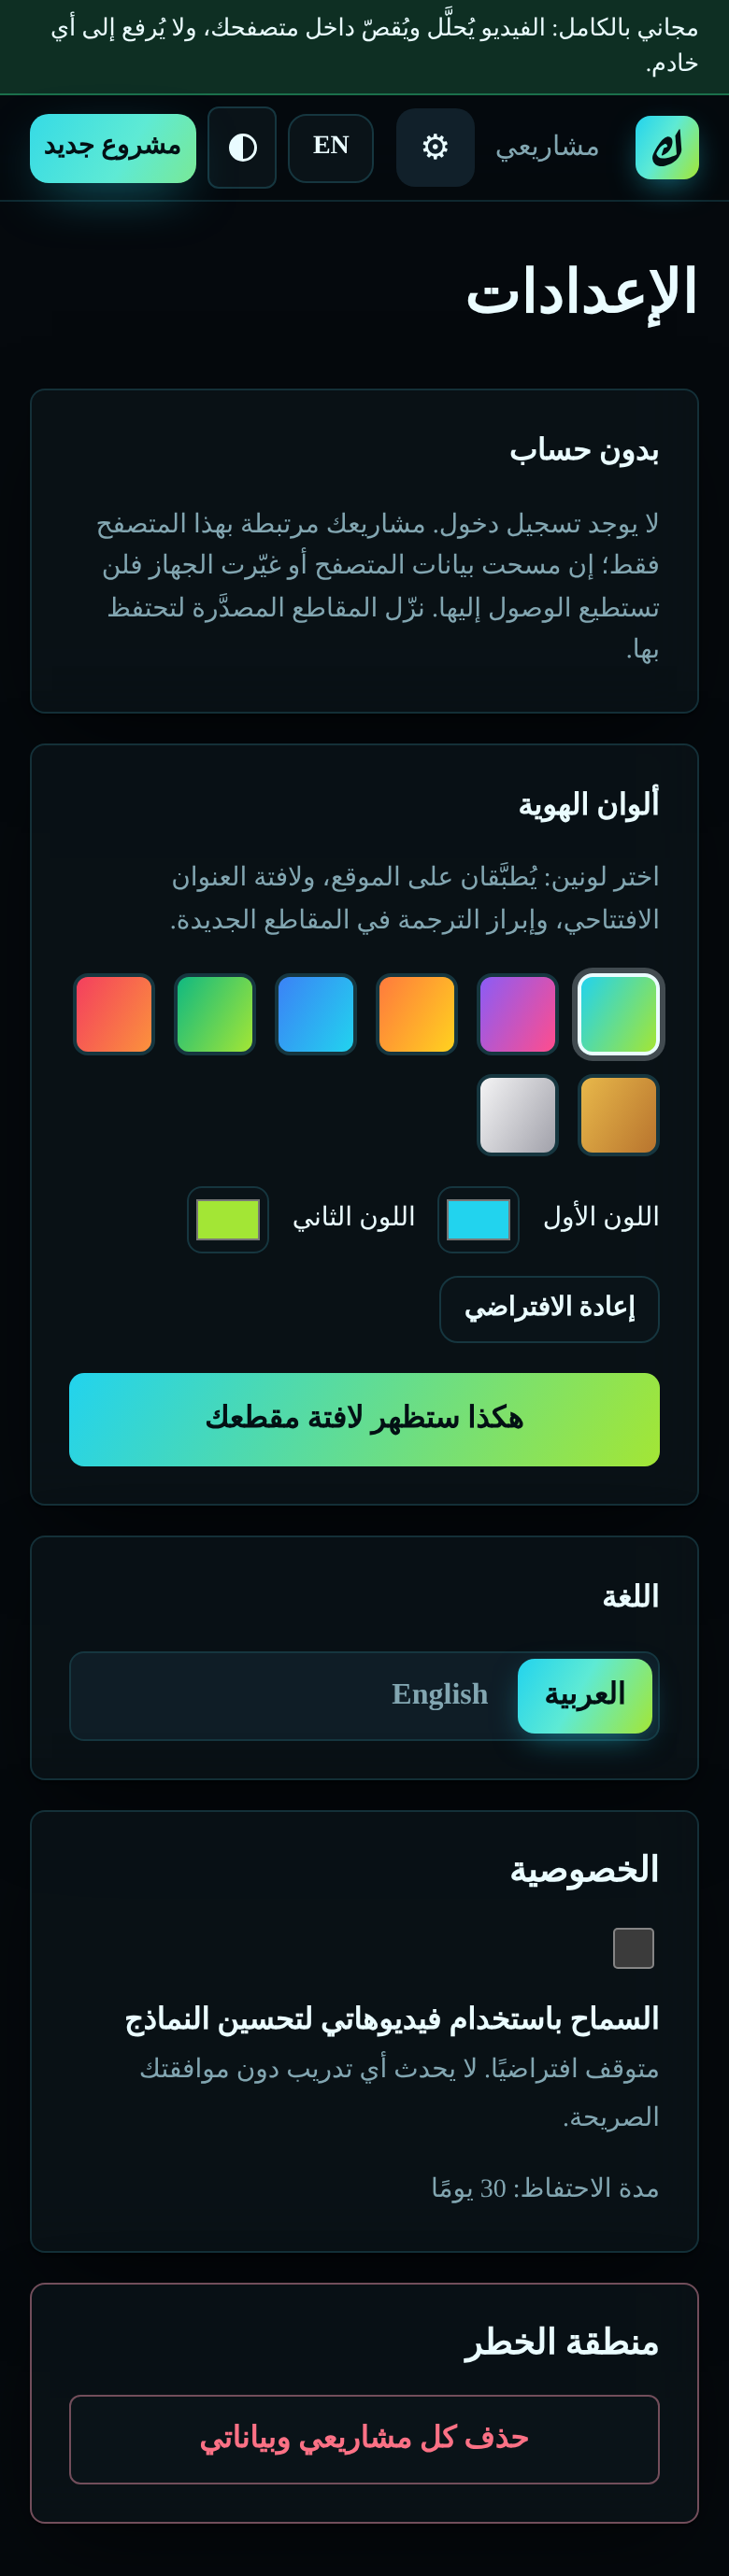 مجاني بالكامل: الفيديو يُحلَّل ويُقصّ داخل متصفحك، ولا يُرفع إلى أي
خادم.
ك
مشاريعي
EN
مشروع جديد
الإعدادات
بدون حساب
لا يوجد تسجيل دخول. مشاريعك مرتبطة بهذا المتصفح
فقط؛ إن مسحت بيانات المتصفح أو غيّرت الجهاز فلن
تستطيع الوصول إليها. نزّل المقاطع المصدَّرة لتحتفظ
بها.
ألوان الهوية
اختر لونين: يُطبَّقان على الموقع، ولافتة العنوان
الافتتاحي، وإبراز الترجمة في المقاطع الجديدة.
اللون الأول
اللون الثاني
إعادة الافتراضي
هكذا ستظهر لافتة مقطعك
اللغة
العربية
English
الخصوصية
السماح باستخدام فيديوهاتي لتحسين النماذج
متوقف افتراضيًا. لا يحدث أي تدريب دون موافقتك
الصريحة.
مدة الاحتفاظ: 30 يومًا
منطقة الخطر
حذف كل مشاريعي وبياناتي